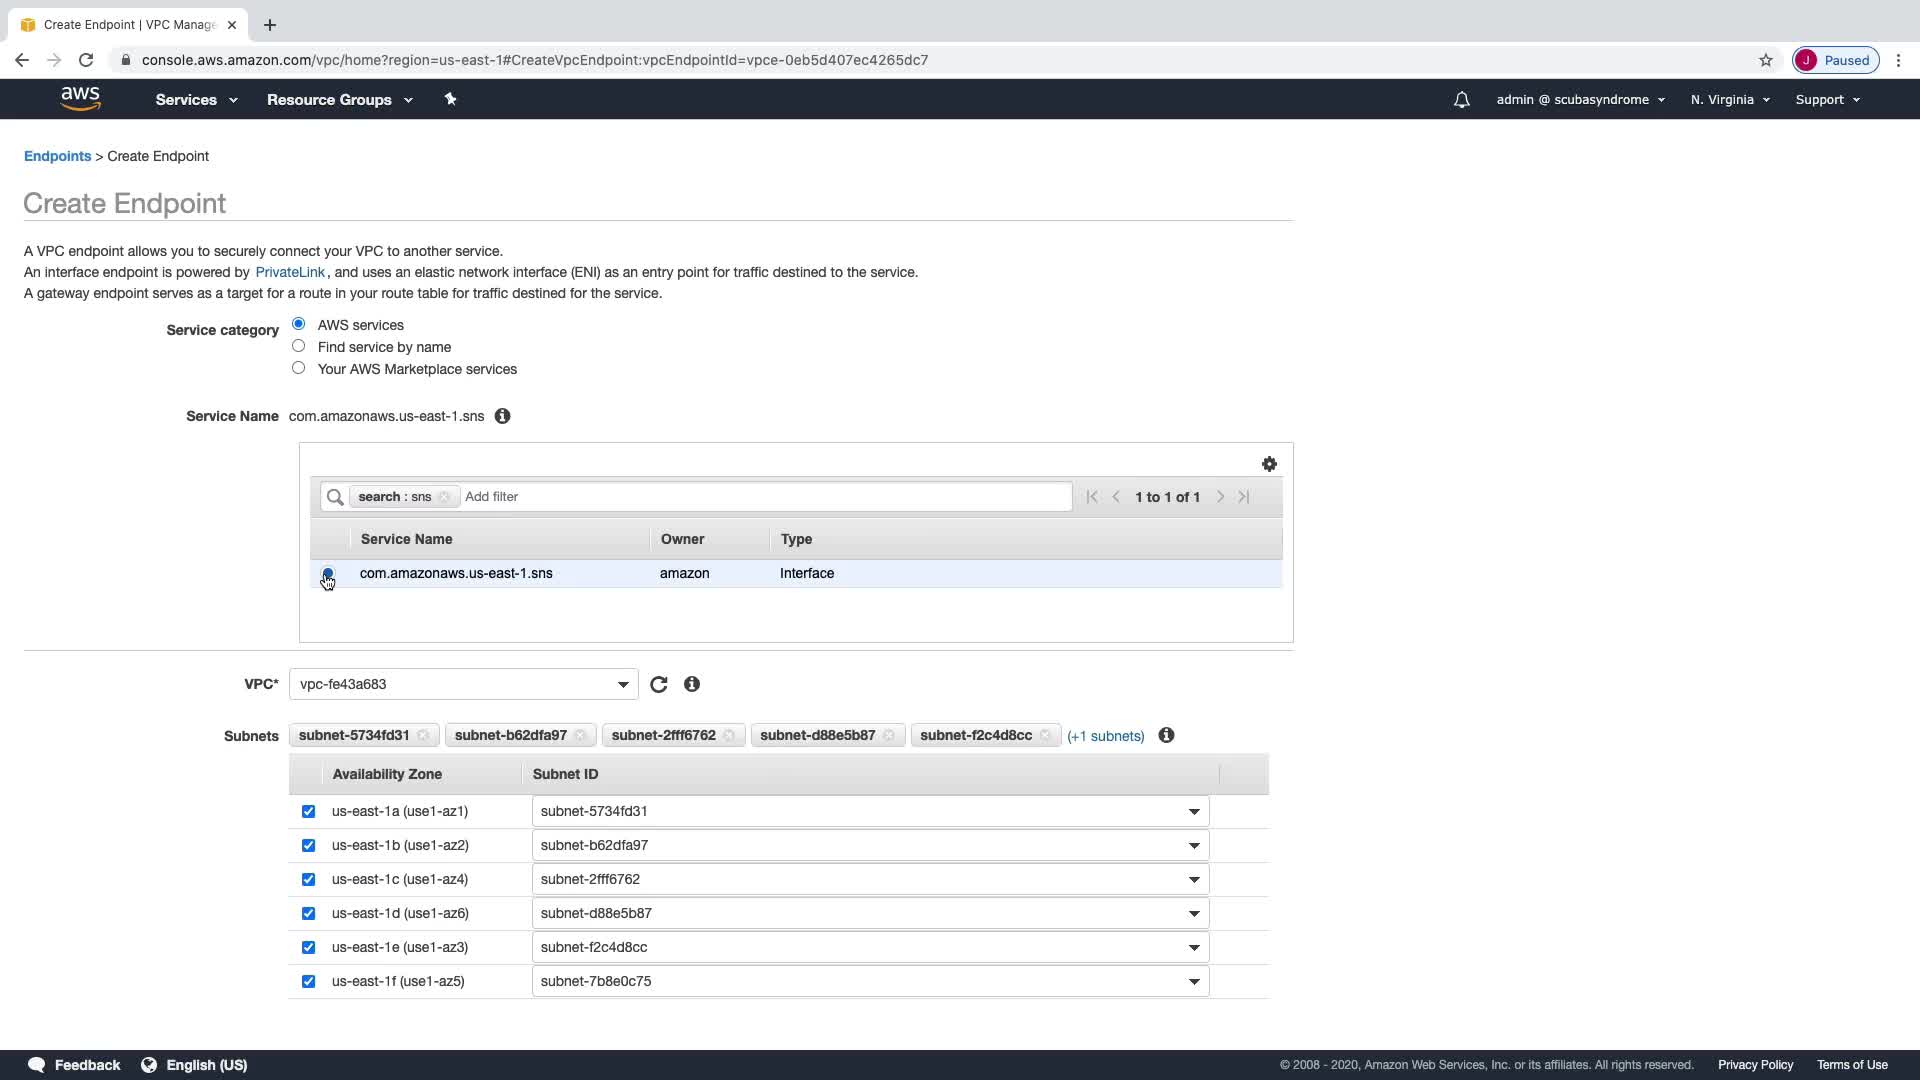 Create Endpoint | VPC Manage
console.aws.amazon.com/vpc/home?region=us-east-1#CreateVpcEndpoint:vpcEndpointId=vpce-0eb5d407ec4265dc7
J Paused
aws Services Resource Groups admin @ scubasyndrome N. Virginia Support
Endpoints > Create Endpoint
Create Endpoint
A VPC endpoint allows you to securely connect your VPC to another service.
An interface endpoint is powered by PrivateLink, and uses an elastic network interface (ENI) as an entry point for traffic destined to the service.
A gateway endpoint serves as a target for a route in your route table for traffic destined for the service.
Service category AWS services
Find service by name
Your AWS Marketplace services
Service Name com.amazonaws.us-east-1.sns
search : sns Add filter 1 to 1 of 1
Service Name Owner Type
com.amazonaws.us-east-1.sns amazon Interface
VPC* vpc-fe43a683
Subnets subnet-5734fd31 subnet-b62dfa97 subnet-2fff6762 subnet-d88e5b87 subnet-f2c4d8cc (+1 subnets)
Availability Zone Subnet ID
us-east-1a (use1-az1) subnet-5734fd31
us-east-1b (use1-az2) subnet-b62dfa97
us-east-1c (use1-az4) subnet-2fff6762
us-east-1d (use1-az6) subnet-d88e5b87
us-east-1e (use1-az3) subnet-f2c4d8cc
us-east-1f (use1-az5) subnet-7b8e0c75
Feedback English (US) © 2008 - 2020, Amazon Web Services, Inc. or its affiliates. All rights reserved. Privacy Policy Terms of Use